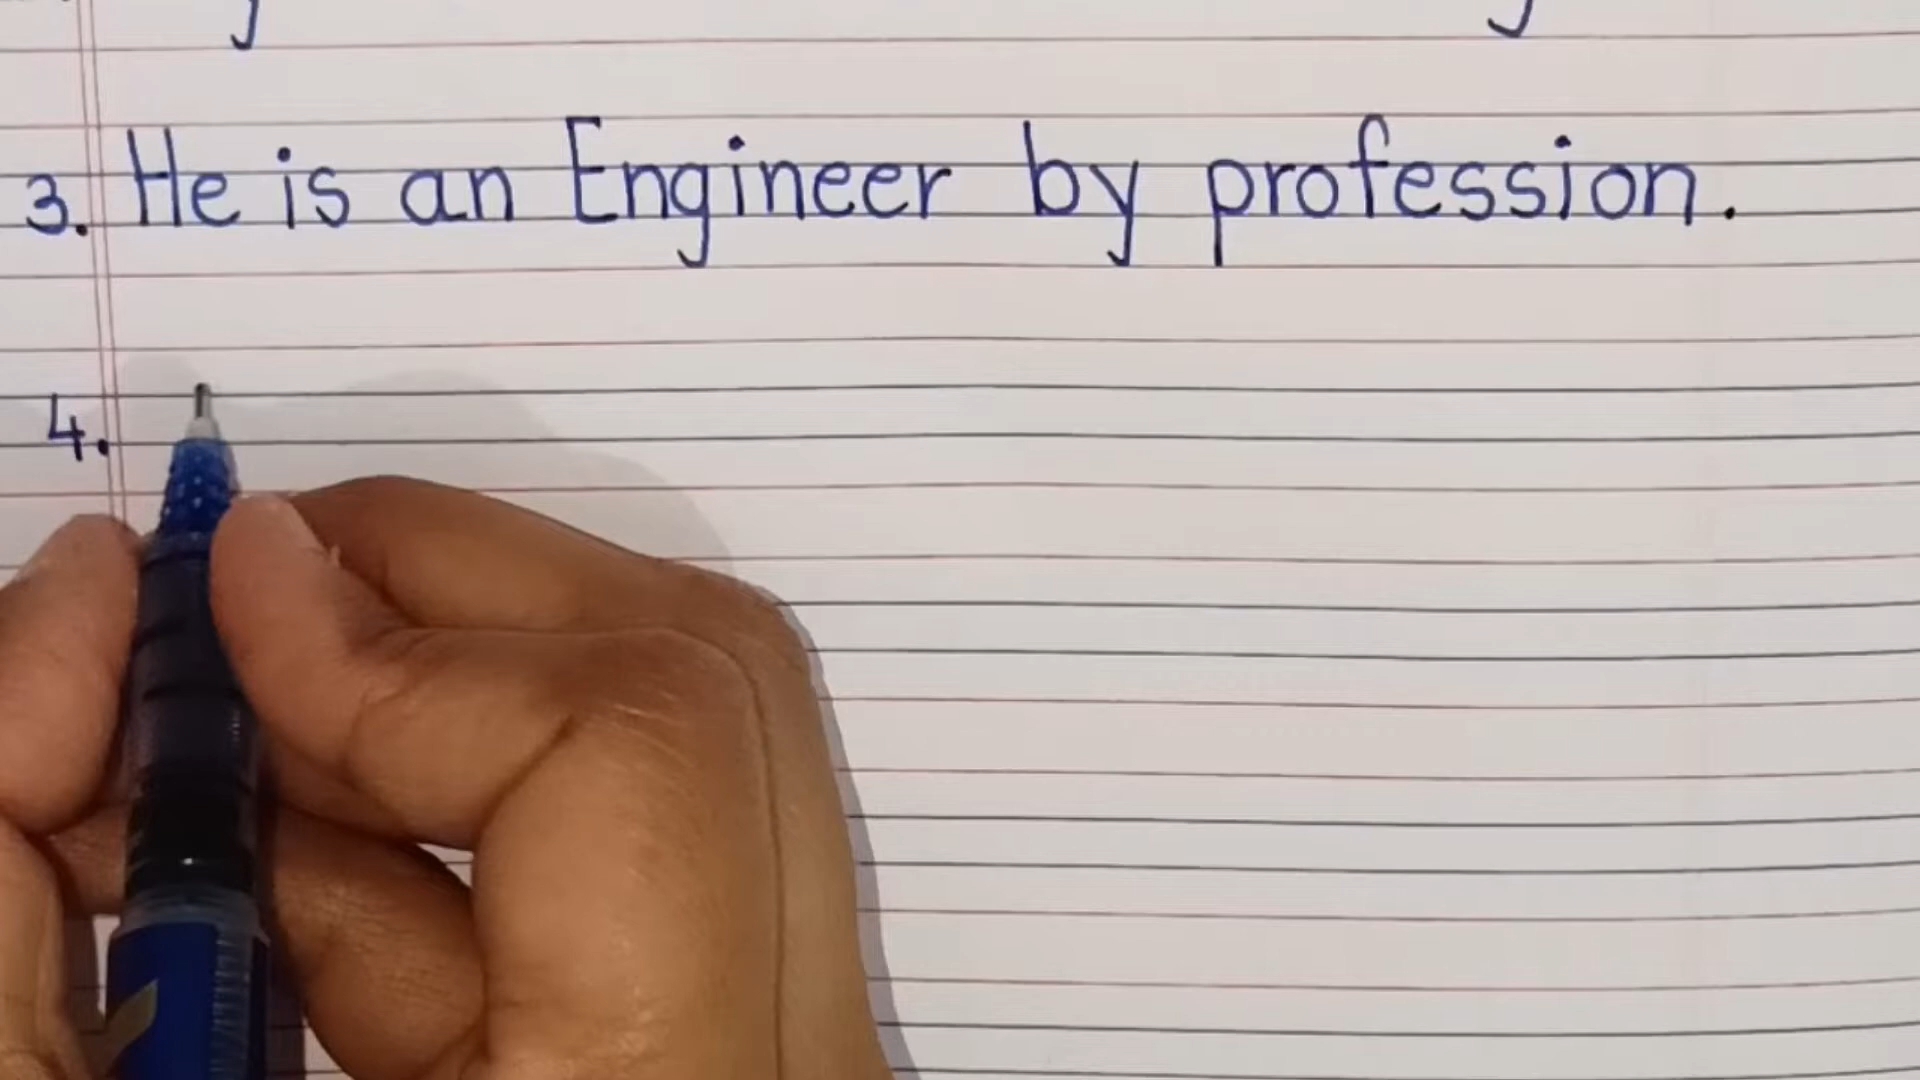 3. He is an Engineer by profession.
4.